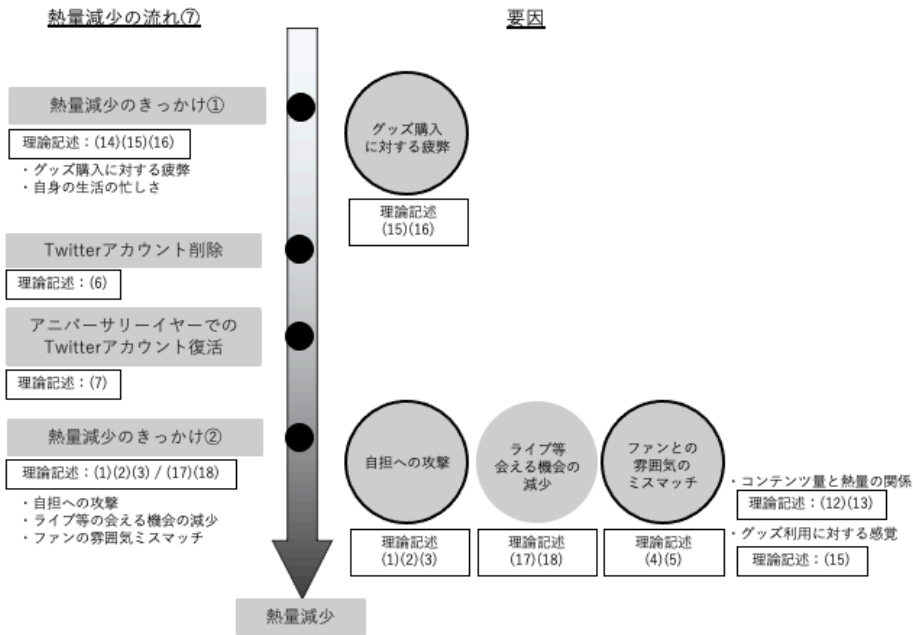 熱量減少の流れ⑦
要因
熱量減少のきっかけ①
理論記述：(14)(15)(16)
・グッズ購入に対する疲弊
・自身の生活の忙しさ
グッズ購入
に対する疲弊
理論記述
(15)(16)
Twitterアカウント削除
理論記述：(6)
アニバーサリーイヤーでの
Twitterアカウント復活
理論記述：(7)
熱量減少のきっかけ②
理論記述：(1)(2)(3) / (17)(18)
・自担への攻撃
・ライブ等の会える機会の減少
・ファンの雰囲気ミスマッチ
自担への攻撃
理論記述
(1)(2)(3)
ライブ等
会える機会の
減少
理論記述
(17)(18)
ファンとの
雰囲気の
ミスマッチ
理論記述
(4)(5)
・コンテンツ量と熱量の関係
理論記述：(12)(13)
・グッズ利用に対する感覚
理論記述：(15)
熱量減少